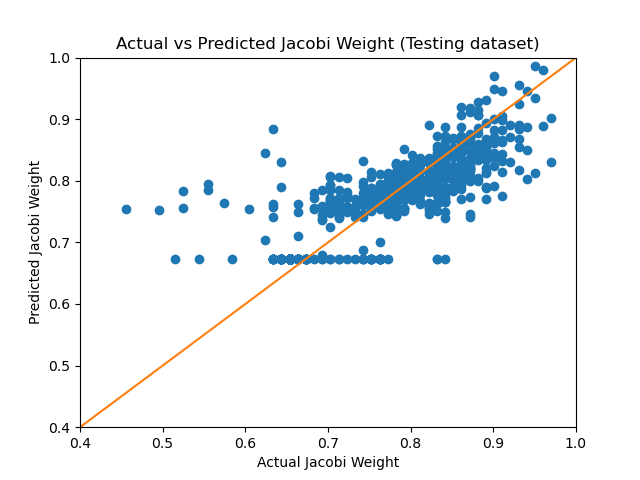 Actual vs Predicted Jacobi Weight (Testing dataset)
1.0
0.9
0.8
0.7
0.6
0.5
0.4
Predicted Jacobi Weight
0.4 0.5 0.6 0.7 0.8 0.9 1.0
Actual Jacobi Weight